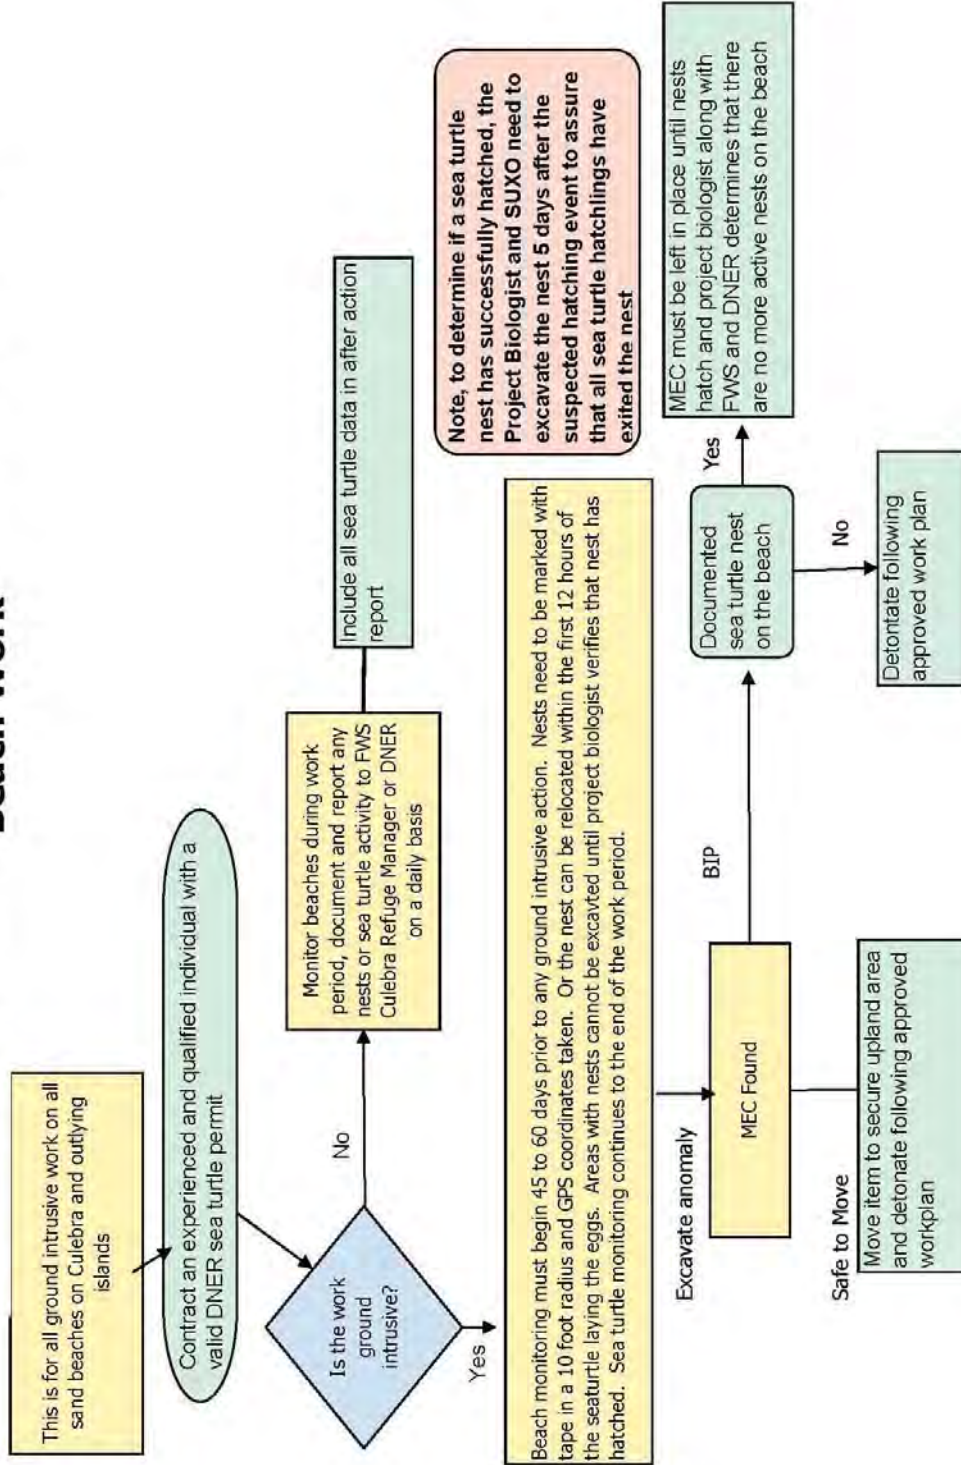 This is for all ground intrusive work on all
sand beaches on Culebra and outlying
islands
Contract an experienced and qualified individual with a
valid DNER sea turtle permit
Is the work
ground
intrusive?
No
Monitor beaches during work
period, document and report any
nests or sea turtle activity to FWS
Culebra Refuge Manager or DNER
on a daily basis
Include all sea turtle data in after action
report
Yes
Beach monitoring must begin 45 to 60 days prior to any ground intrusive action. Nests need to be marked with
tape in a 10 foot radius and GPS coordinates taken. Or the nest can be relocated within the first 12 hours of
the seaturtle laying the eggs. Areas with nests cannot be excavted until project biologist verifies that nest has
hatched. Sea turtle monitoring continues to the end of the work period.
Note, to determine if a sea turtle
nest has successfully hatched, the
Project Biologist and SUXO need to
excavate the nest 5 days after the
suspected hatching event to assure
that all sea turtle hatchlings have
exited the nest
Excavate anomaly
MEC Found
BIP
Documented
sea turtle nest
on the beach
Yes
MEC must be left in place until nests
hatch and project biologist along with
FWS and DNER determines that there
are no more active nests on the beach
No
Detontate following
approved work plan
Safe to Move
Move item to secure upland area
and detonate following approved
workplan